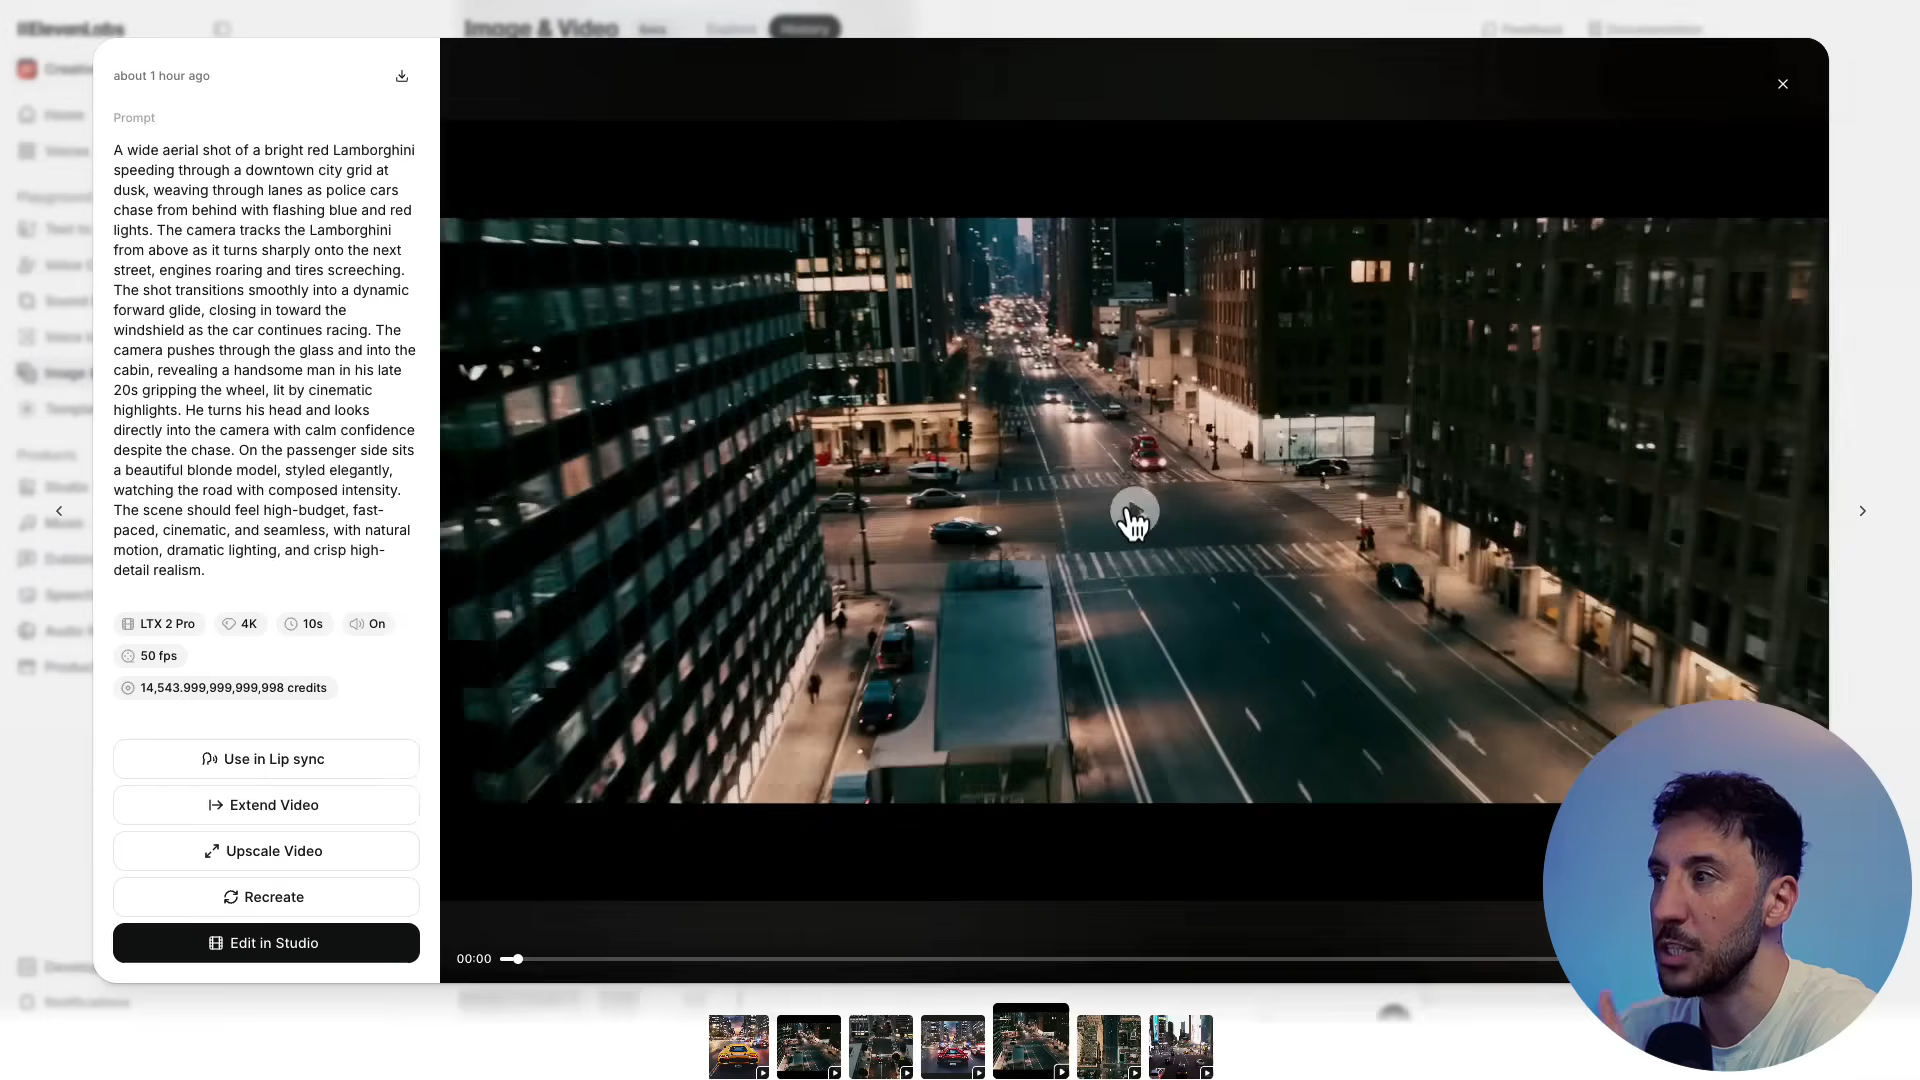 IIElevenLabs
Image & Video
about 1 hour ago
Prompt
A wide aerial shot of a bright red Lamborghini
speeding through a downtown city grid at
dusk, weaving through lanes as police cars
chase from behind with flashing blue and red
lights. The camera tracks the Lamborghini
from above as it turns sharply onto the next
street, engines roaring and tires screeching.
The shot transitions smoothly into a dynamic
forward glide, closing in toward the
windshield as the car continues racing. The
camera pushes through the glass and into the
cabin, revealing a handsome man in his late
20s gripping the wheel, lit by cinematic
highlights. He turns his head and looks
directly into the camera with calm confidence
despite the chase. On the passenger side sits
a beautiful blonde model, styled elegantly,
watching the road with composed intensity.
The scene should feel high-budget, fast-
paced, cinematic, and seamless, with natural
motion, dramatic lighting, and crisp high-
detail realism.
LTX 2 Pro
4K
10s
On
50 fps
14,543.999,999,999,998 credits
Use in Lip sync
Extend Video
Upscale Video
Recreate
Edit in Studio
00:00